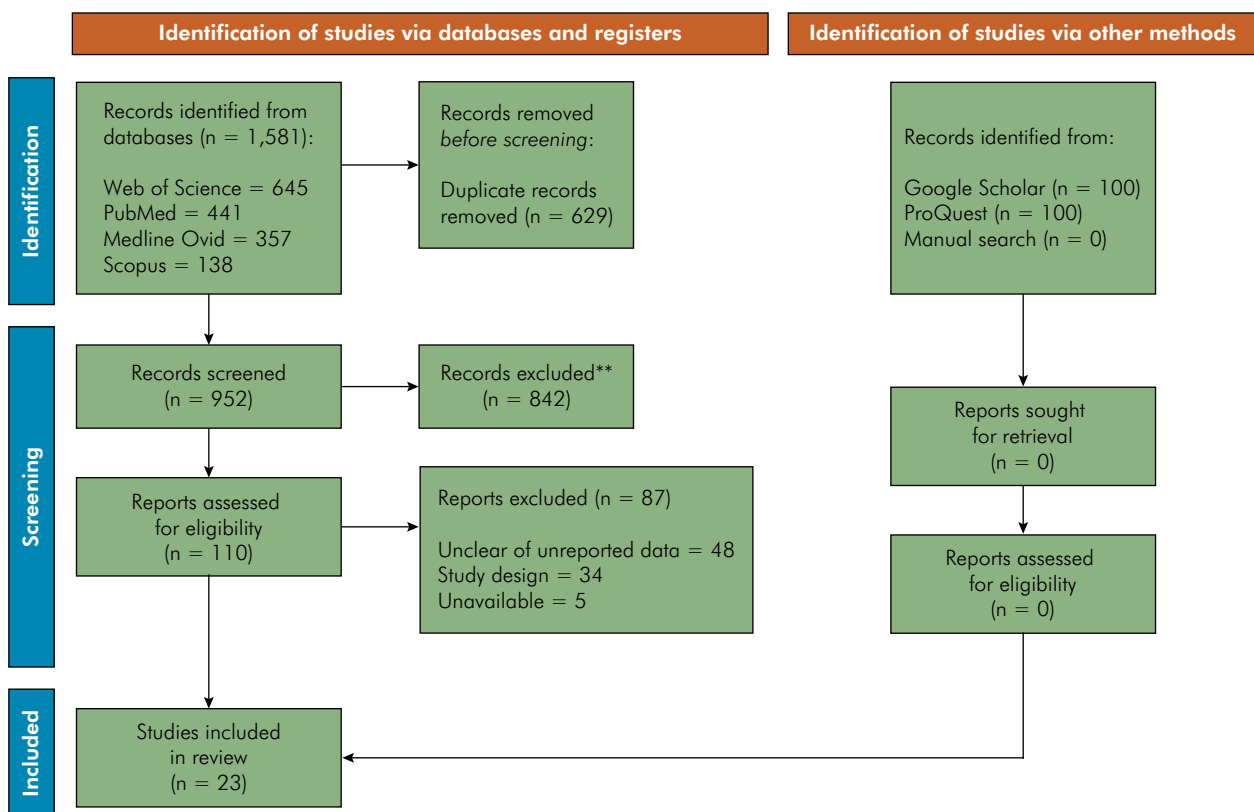 Identification of studies via databases and registers
Identification of studies via other methods
Identification
Records identified from
databases (n = 1,581):
Web of Science = 645
PubMed = 441
Medline Ovid = 357
Scopus = 138
Records removed
before screening:
Duplicate records
removed (n = 629)
Records identified from:
Google Scholar (n = 100)
ProQuest (n = 100)
Manual search (n = 0)
Screening
Records screened
(n = 952)
Records excluded**
(n = 842)
Reports sought
for retrieval
(n = 0)
Reports assessed
for eligibility
(n = 110)
Reports excluded (n = 87)
Unclear of unreported data = 48
Study design = 34
Unavailable = 5
Reports assessed
for eligibility
(n = 0)
Included
Studies included
in review
(n = 23)